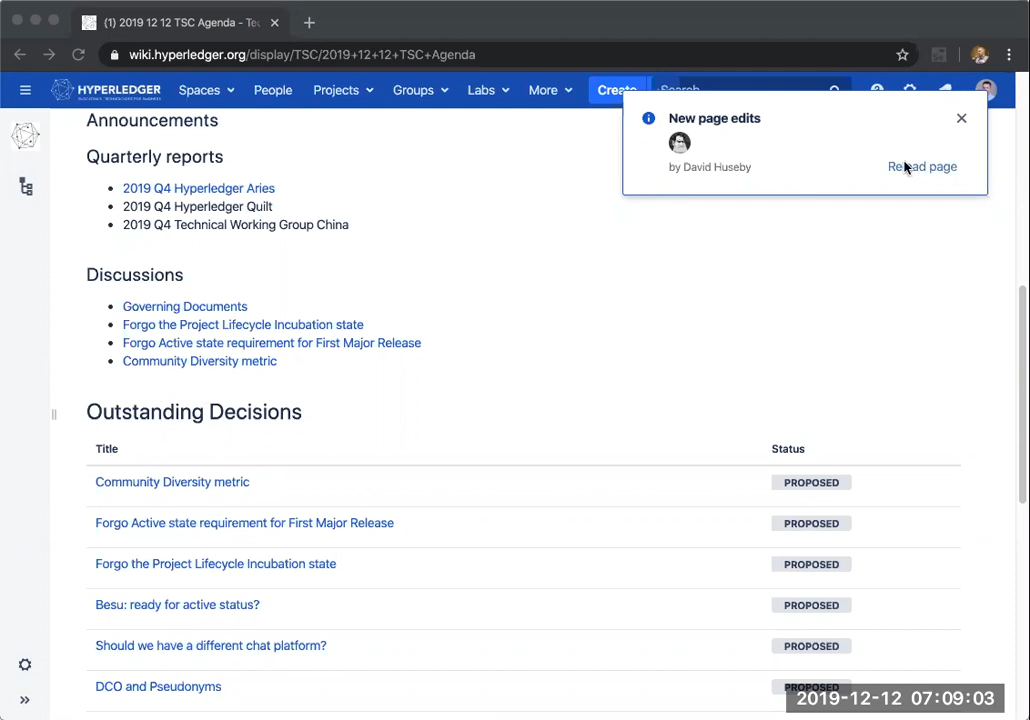 (1) 2019 12 12 TSC Agenda - Te
wiki.hyperledger.org/display/TSC/2019+12+12+TSC+Agenda
HYPERLEDGER Spaces People Projects Groups Labs More Create Search
New page edits
by David Huseby
Reload page
Announcements
Quarterly reports
2019 Q4 Hyperledger Aries
2019 Q4 Hyperledger Quilt
2019 Q4 Technical Working Group China
Discussions
Governing Documents
Forgo the Project Lifecycle Incubation state
Forgo Active state requirement for First Major Release
Community Diversity metric
Outstanding Decisions
Title Status
Community Diversity metric PROPOSED
Forgo Active state requirement for First Major Release PROPOSED
Forgo the Project Lifecycle Incubation state PROPOSED
Besu: ready for active status? PROPOSED
Should we have a different chat platform? PROPOSED
DCO and Pseudonyms PROPOSED
2019-12-12 07:09:03